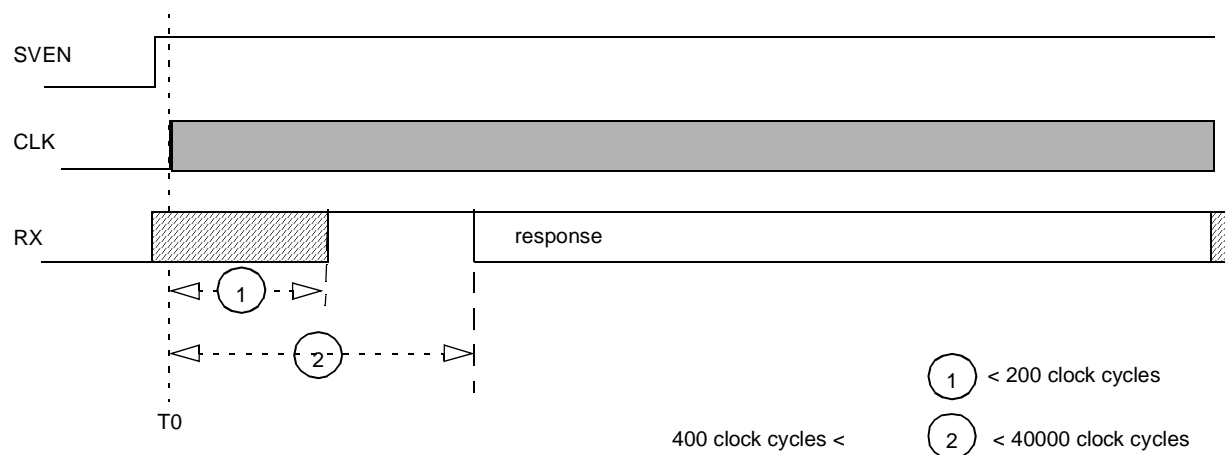 SVEN
CLK
RX
response
1
2
T0
1 < 200 clock cycles
400 clock cycles < 2 < 40000 clock cycles